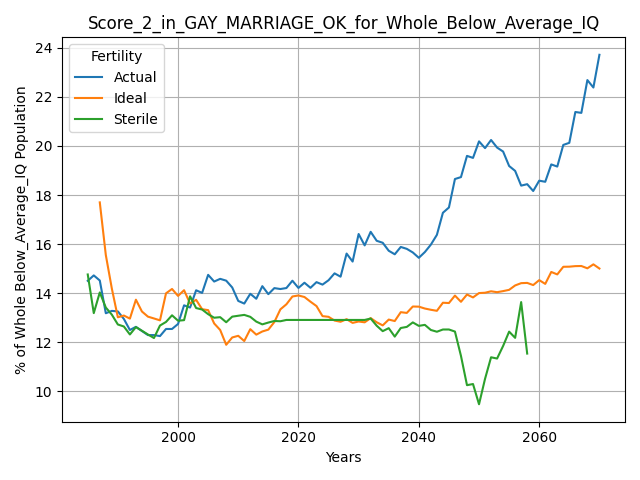 Score_2_in_GAY_MARRIAGE_OK_for_Whole_Below_Average_IQ
Fertility
Actual
Ideal
Sterile
% of Whole Below_Average_IQ Population
24
22
20
18
16
14
12
10
2000 2020 2040 2060
Years